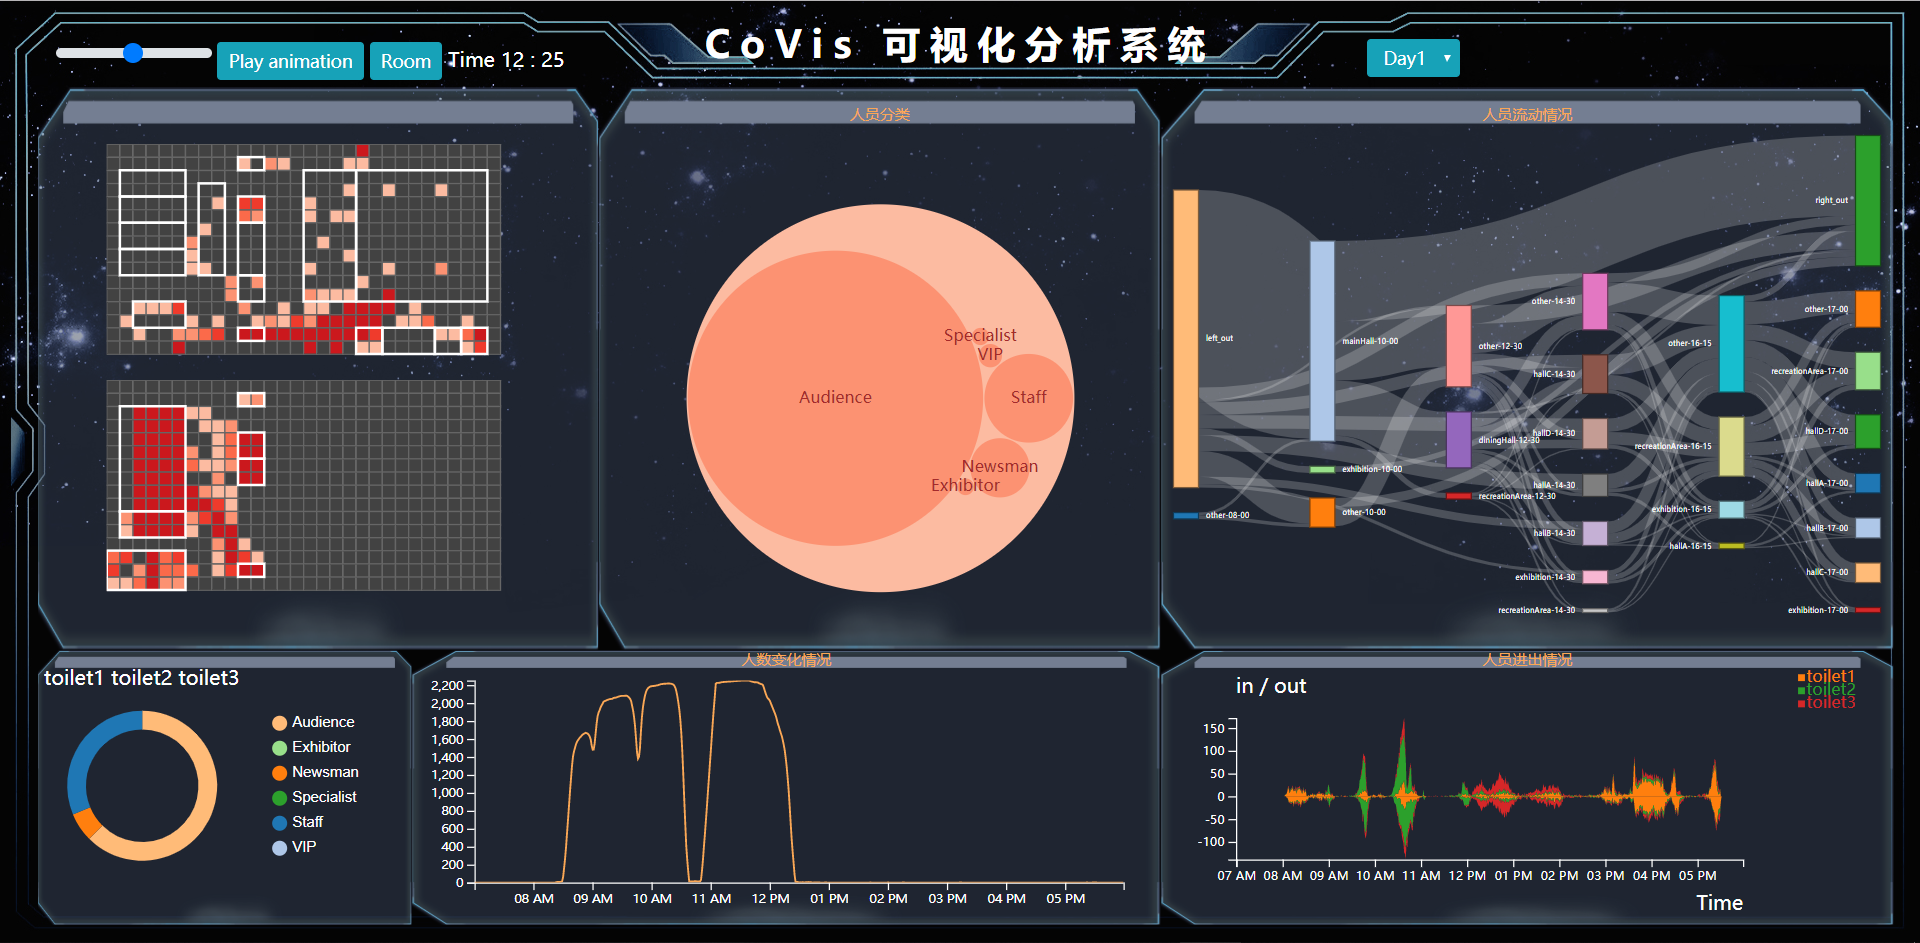 CoVis 可视化分析系统
Play animation
Room
Time 12 : 25
Day1
人员分类
Audience
Specialist
VIP
Staff
Newsman
Exhibitor
人员流动情况
left_out
other-08-00
mainHall-10-00
exhibition-10-00
other-10-00
other-12-30
diningHall-12-30
recreationArea-12-30
other-14-30
hallC-14-30
hallD-14-30
hallA-14-30
hallB-14-30
exhibition-14-30
recreationArea-14-30
other-16-15
recreationArea-16-15
exhibition-16-15
hallA-16-15
right_out
other-17-00
recreationArea-17-00
hallD-17-00
hallA-17-00
hallB-17-00
hallC-17-00
exhibition-17-00
toilet1 toilet2 toilet3
Audience
Exhibitor
Newsman
Specialist
Staff
VIP
人数变化情况
2,200
2,000
1,800
1,600
1,400
1,200
1,000
800
600
400
200
0
08 AM 09 AM 10 AM 11 AM 12 PM 01 PM 02 PM 03 PM 04 PM 05 PM
人员进出情况
in / out
toilet1
toilet2
toilet3
150
100
50
0
-50
-100
07 AM 08 AM 09 AM 10 AM 11 AM 12 PM 01 PM 02 PM 03 PM 04 PM 05 PM
Time